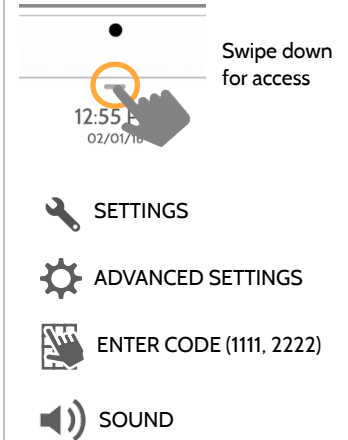 Swipe down
for access
12:55
02/01/18
SETTINGS
ADVANCED SETTINGS
ENTER CODE (1111, 2222)
SOUND